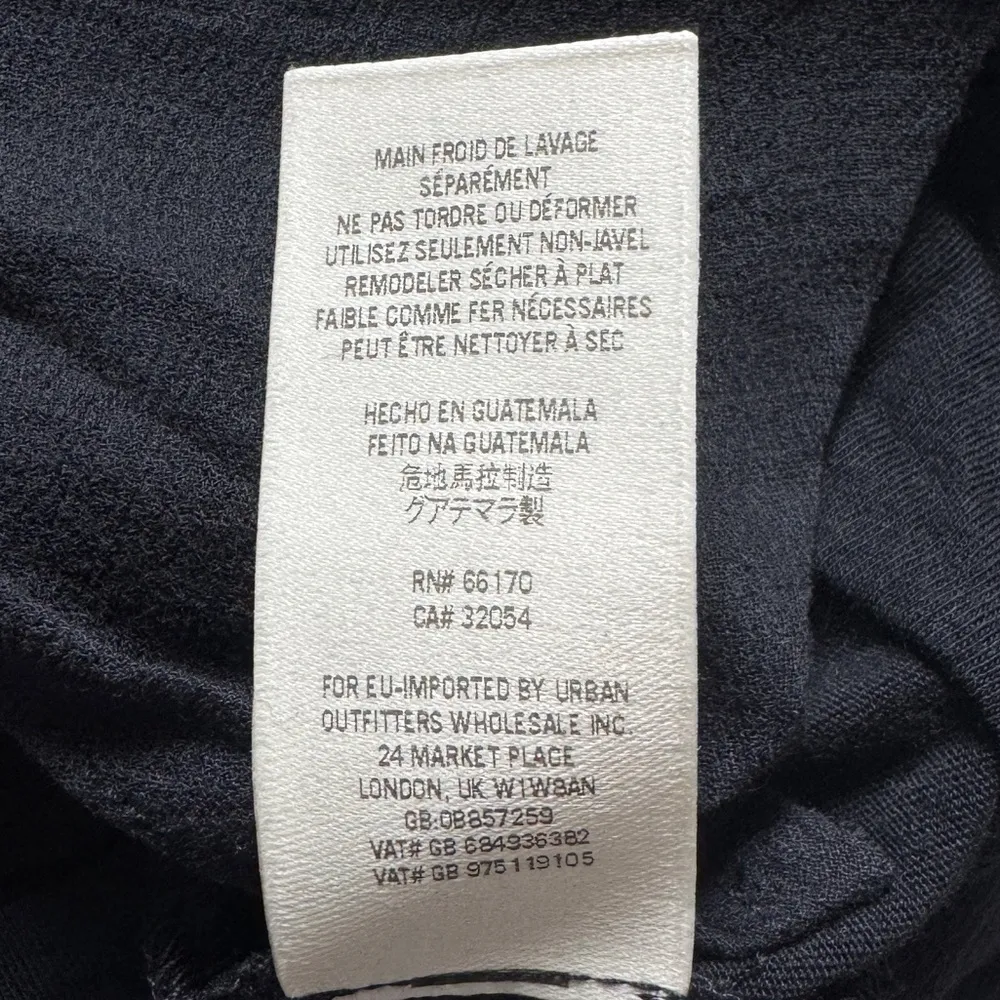 MAIN FROID DE LAVAGE
SÉPARÉMENT
NE PAS TORDRE OU DÉFORMER
UTILISEZ SEULEMENT NON-JAVEL
REMODELER SÉCHER À PLAT
FAIBLE COMME FER NÉCESSAIRES
PEUT ÊTRE NETTOYER À SEC
HECHO EN GUATEMALA
FEITO NA GUATEMALA
危地馬拉制造
グアテマラ製
RN# 66170
CA# 32054
FOR EU-IMPORTED BY URBAN
OUTFITTERS WHOLESALE INC.
24 MARKET PLACE
LONDON, UK W1W8AN
GB:08857259
VAT# GB 684936382
VAT# GB 975119105